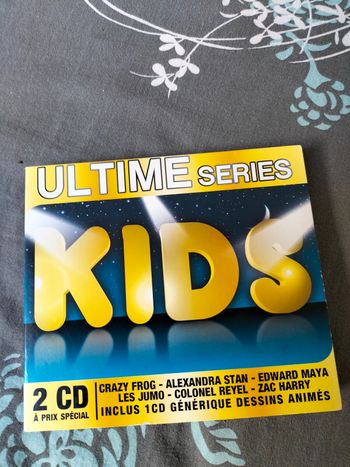 ULTIME SERIES
KIDS
2 CD
À PRIX SPÉCIAL
CRAZY FROG - ALEXANDRA STAN - EDWARD MAYA
LES JUMO - COLONEL REYEL - ZAC HARRY
INCLUS 1CD GÉNÉRIQUE DESSINS ANIMÉS